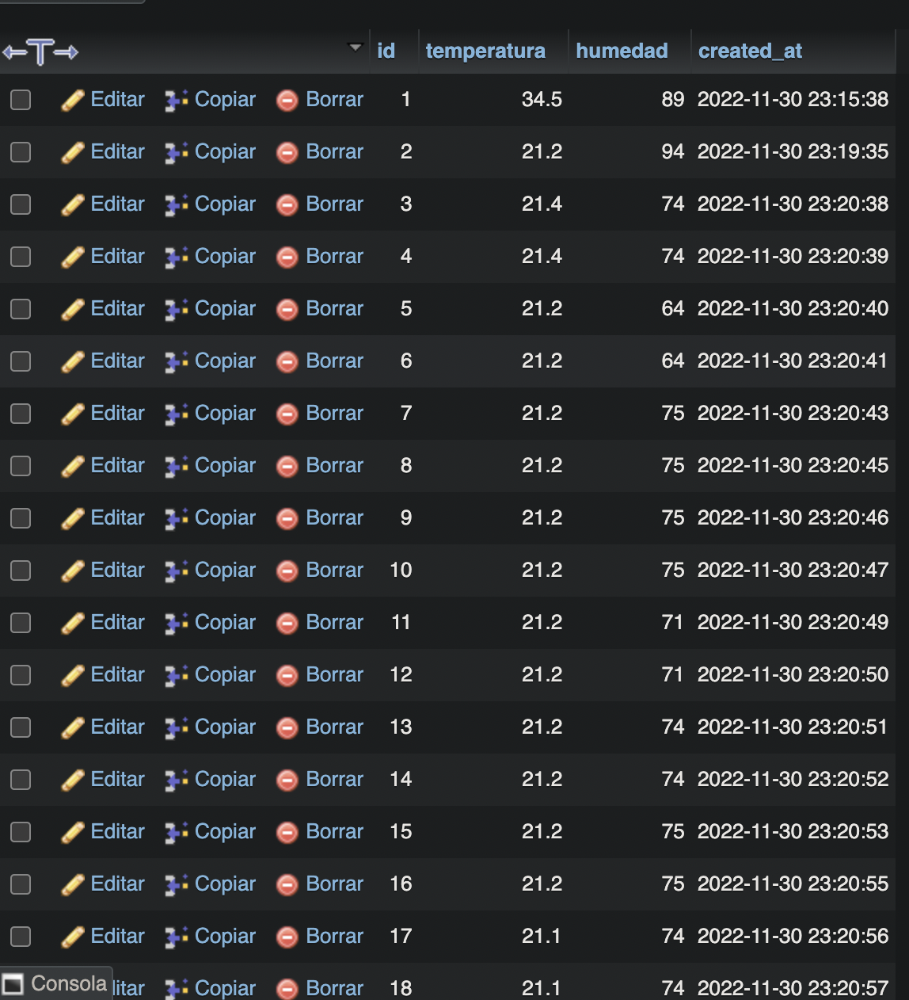 id temperatura humedad created_at
Editar Copiar Borrar 1 34.5 89 2022-11-30 23:15:38
Editar Copiar Borrar 2 21.2 94 2022-11-30 23:19:35
Editar Copiar Borrar 3 21.4 74 2022-11-30 23:20:38
Editar Copiar Borrar 4 21.4 74 2022-11-30 23:20:39
Editar Copiar Borrar 5 21.2 64 2022-11-30 23:20:40
Editar Copiar Borrar 6 21.2 64 2022-11-30 23:20:41
Editar Copiar Borrar 7 21.2 75 2022-11-30 23:20:43
Editar Copiar Borrar 8 21.2 75 2022-11-30 23:20:45
Editar Copiar Borrar 9 21.2 75 2022-11-30 23:20:46
Editar Copiar Borrar 10 21.2 75 2022-11-30 23:20:47
Editar Copiar Borrar 11 21.2 71 2022-11-30 23:20:49
Editar Copiar Borrar 12 21.2 71 2022-11-30 23:20:50
Editar Copiar Borrar 13 21.2 74 2022-11-30 23:20:51
Editar Copiar Borrar 14 21.2 74 2022-11-30 23:20:52
Editar Copiar Borrar 15 21.2 75 2022-11-30 23:20:53
Editar Copiar Borrar 16 21.2 75 2022-11-30 23:20:55
Editar Copiar Borrar 17 21.1 74 2022-11-30 23:20:56
Consola itar Copiar Borrar 18 21.1 74 2022-11-30 23:20:57